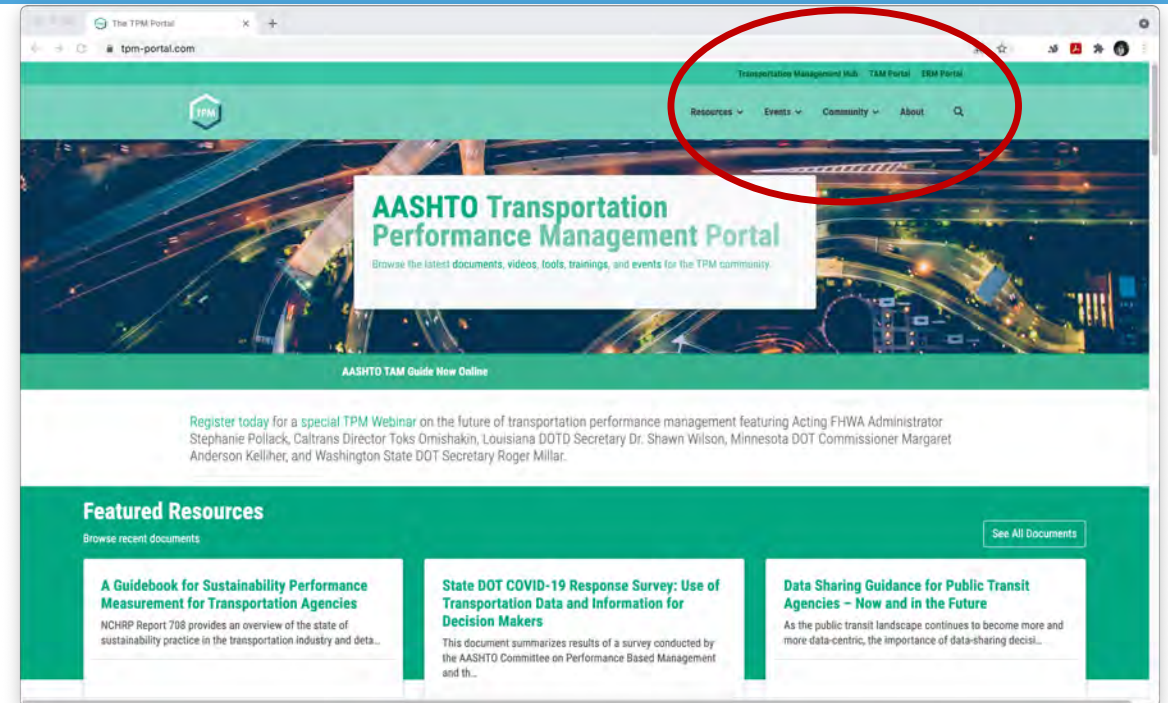 The TPM Portal
tpm-portal.com
Transportation Management Hub TAM Portal ERM Portal
TPM
Resources Events Community About
AASHTO Transportation
Performance Management Portal
Browse the latest documents, videos, tools, trainings, and events for the TPM community.
AASHTO TAM Guide Now Online
Register today for a special TPM Webinar on the future of transportation performance management featuring Acting FHWA Administrator
Stephanie Pollack, Caltrans Director Toks Omishakin, Louisiana DOTD Secretary Dr. Shawn Wilson, Minnesota DOT Commissioner Margaret
Anderson Kelliher, and Washington State DOT Secretary Roger Millar.
Featured Resources
Browse recent documents
See All Documents
A Guidebook for Sustainability Performance
Measurement for Transportation Agencies
NCHRP Report 708 provides an overview of the state of
sustainability practice in the transportation industry and deta...
State DOT COVID-19 Response Survey: Use of
Transportation Data and Information for
Decision Makers
This document summarizes results of a survey conducted by
the AASHTO Committee on Performance Based Management
and th...
Data Sharing Guidance for Public Transit
Agencies – Now and in the Future
As the public transit landscape continues to become more and
more data-centric, the importance of data-sharing decisi...